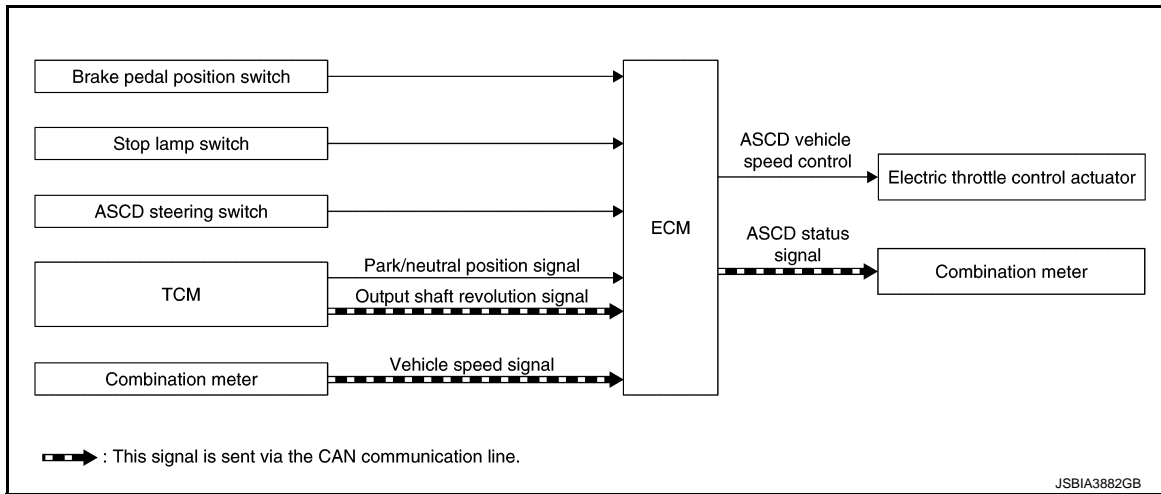 Brake pedal position switch
Stop lamp switch
ASCD steering switch
TCM
Park/neutral position signal
Output shaft revolution signal
Combination meter
Vehicle speed signal
ECM
ASCD vehicle
speed control
Electric throttle control actuator
ASCD status
signal
Combination meter
: This signal is sent via the CAN communication line.
JSBIA3882GB